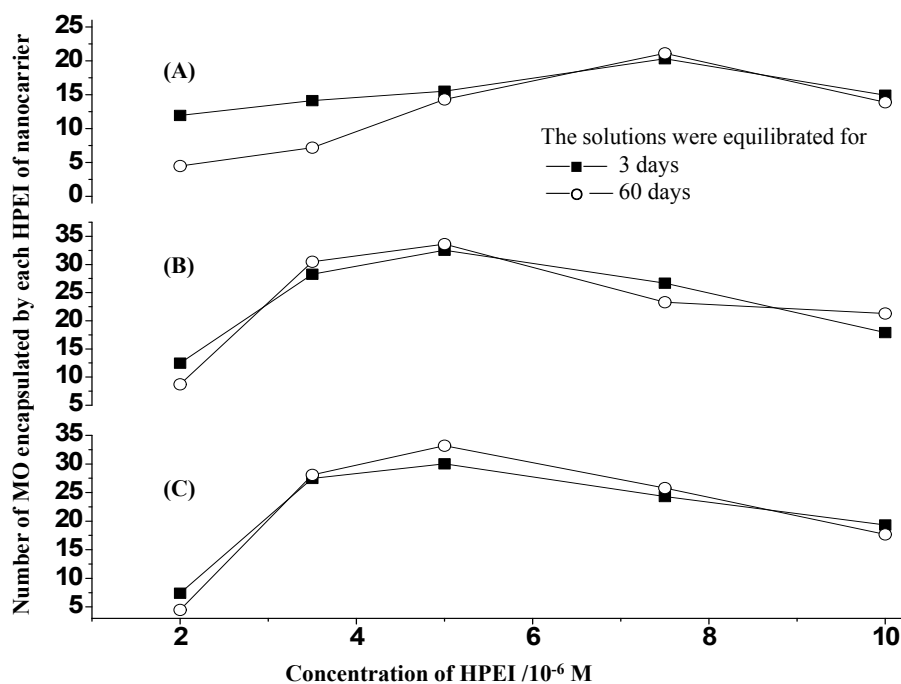 Number of MO encapsulated by each HPEI of nanocarrier
25
20
15
10
5
0
(A)
The solutions were equilibrated for
3 days
60 days
35
30
25
20
15
10
5
(B)
35
30
25
20
15
10
5
(C)
2 4 6 8 10
Concentration of HPEI /10⁻⁶ M